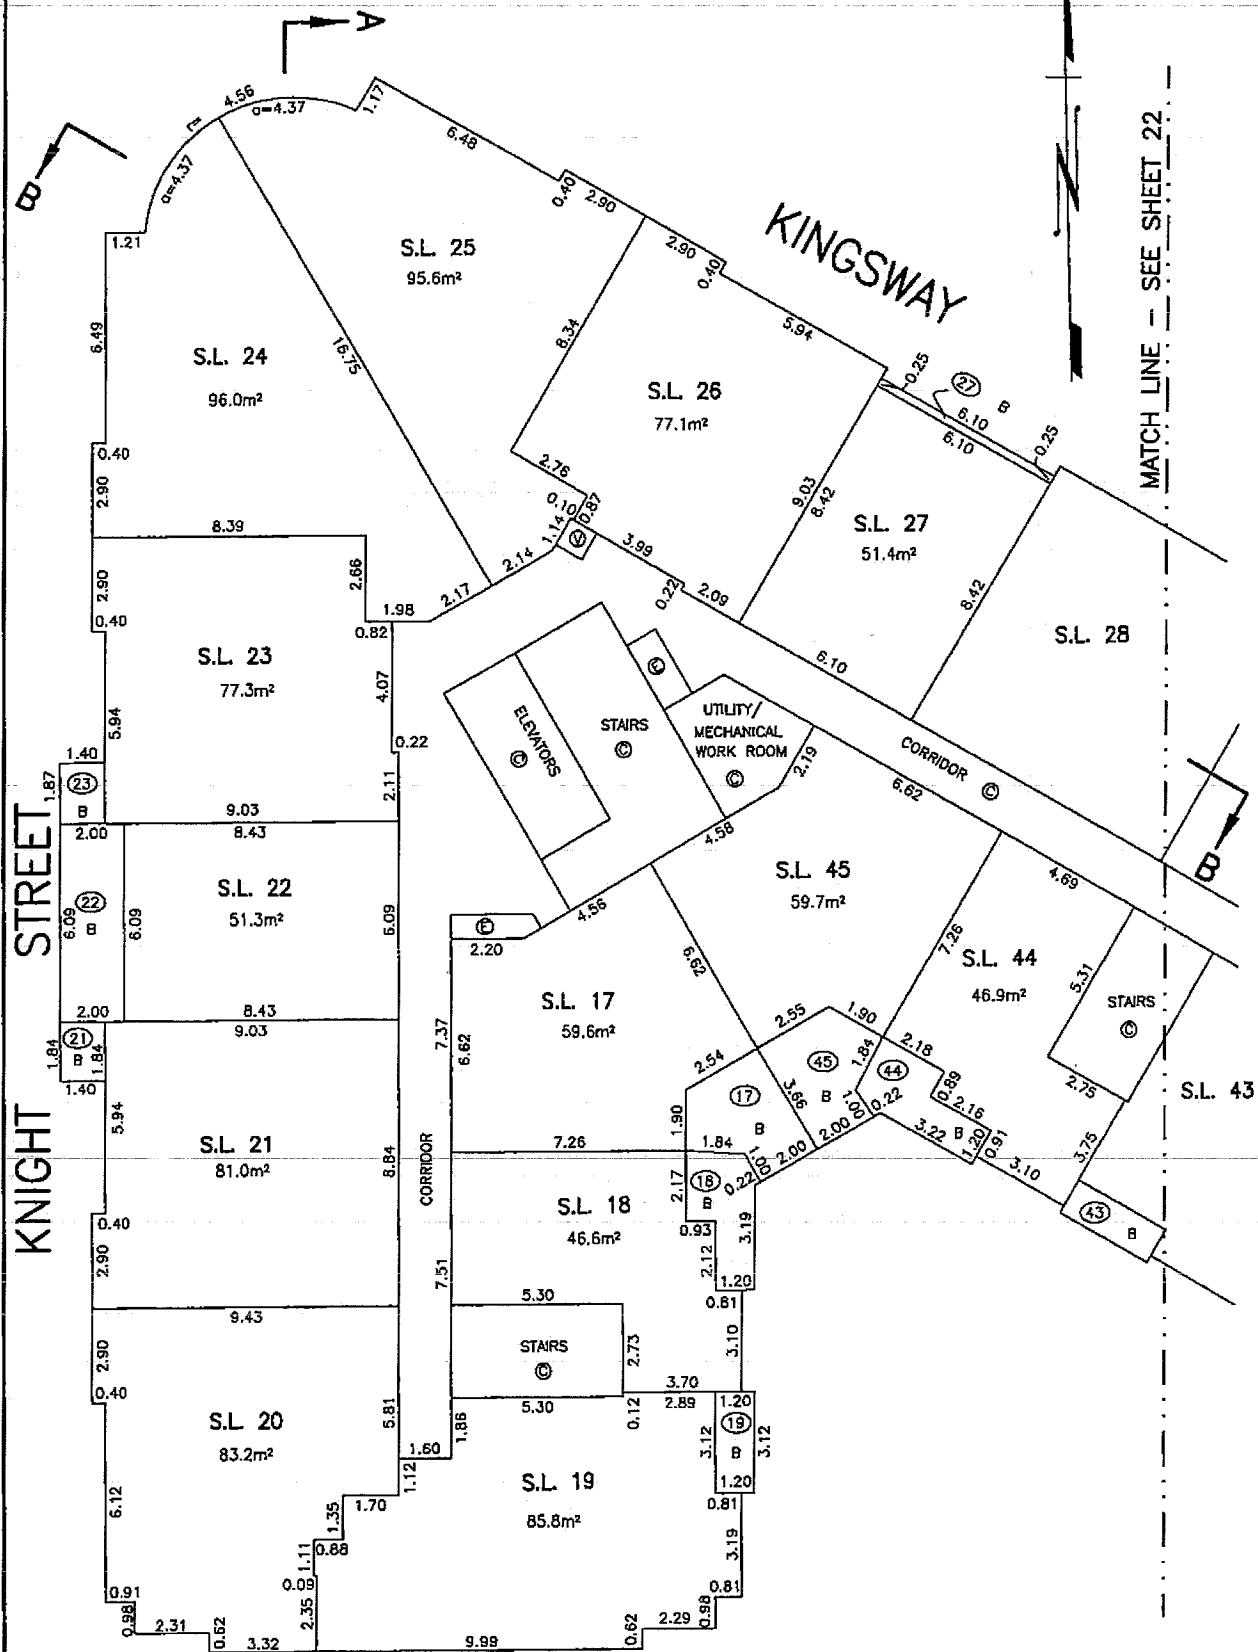 A
4.56
r=
a=4.37
a=4.37
1.17
6.48
0.40
2.90
B
1.21
S.L. 25
95.6m²
2.90
0.40
KINGSWAY
MATCH LINE - SEE SHEET 22
6.49
S.L. 24
96.0m²
16.75
8.34
5.94
S.L. 26
77.1m²
0.25
27
B
6.10
6.10
0.25
0.40
2.90
2.76
0.10
0.87
1.14
V
9.03
8.42
S.L. 27
51.4m²
8.39
2.66
2.14
2.17
3.99
0.22
2.09
8.42
2.90
0.40
1.98
0.82
S.L. 28
S.L. 23
77.3m²
4.07
6.10
E
5.94
0.22
ELEVATORS
C
STAIRS
C
UTILITY/
MECHANICAL
WORK ROOM
C
2.19
CORRIDOR C
1.40
1.87
23
B
2.11
6.62
9.03
2.00
8.43
4.58
B
STREET
S.L. 22
51.3m²
22
B
6.09
6.09
6.09
S.L. 45
59.7m²
4.69
4.56
E
2.20
6.62
7.26
S.L. 44
46.9m²
5.31
STAIRS
C
2.00
8.43
9.03
S.L. 17
59.6m²
7.37
6.62
2.55
1.90
21
B
1.84
1.84
1.40
2.54
45
B
1.84
44
2.18
0.89
2.75
S.L. 43
17
B
3.66
1.00
0.22
2.16
5.94
KNIGHT
S.L. 21
81.0m²
8.84
CORRIDOR
1.90
7.26
1.84
2.00
2.00
3.22
B
1.20
0.91
3.10
3.75
1.00
0.22
18
B
2.17
0.93
S.L. 18
46.6m²
3.19
43
B
0.40
2.90
2.12
7.51
1.20
0.81
9.43
5.30
2.90
STAIRS
C
2.73
3.10
0.40
3.70
5.30
0.12
2.89
1.20
S.L. 20
83.2m²
5.81
1.86
19
B
3.12
3.12
1.60
1.12
S.L. 19
85.8m²
1.20
0.81
6.12
1.70
1.35
0.88
1.11
3.19
0.09
0.91
0.81
0.98
2.31
0.62
2.35
3.32
9.99
0.62
2.29
0.98